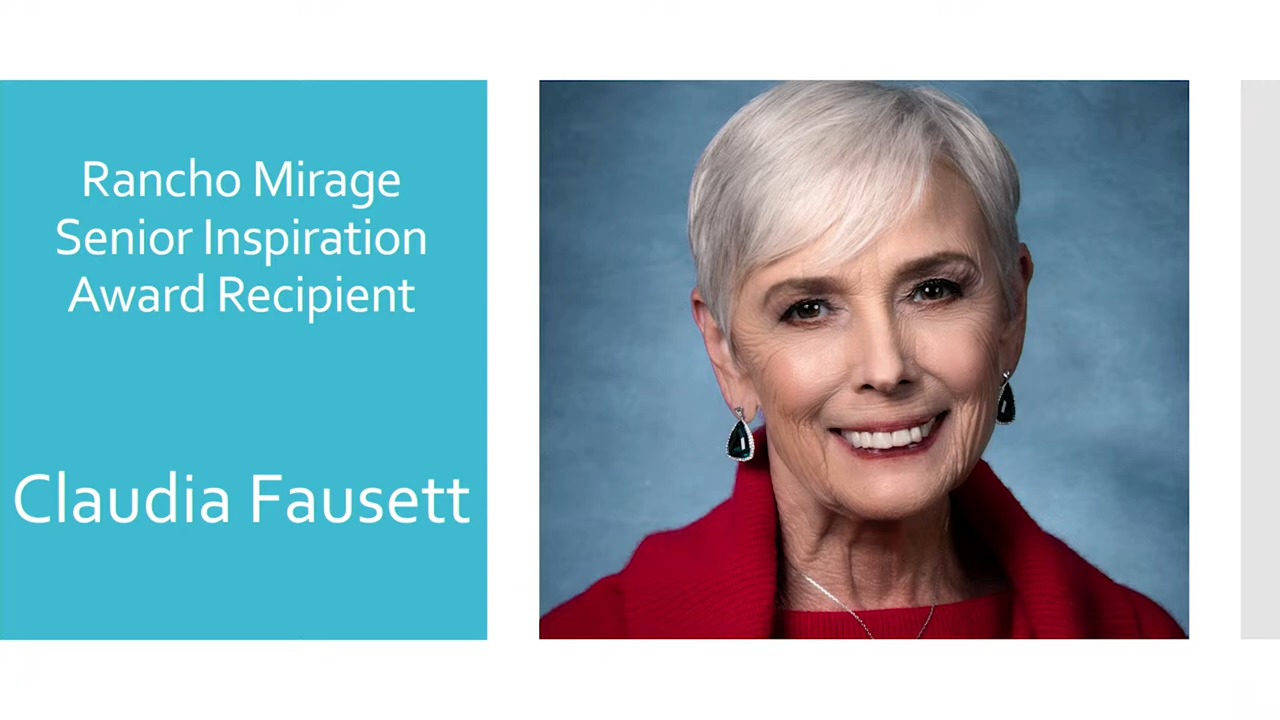 Rancho Mirage
Senior Inspiration
Award Recipient
Claudia Fausett